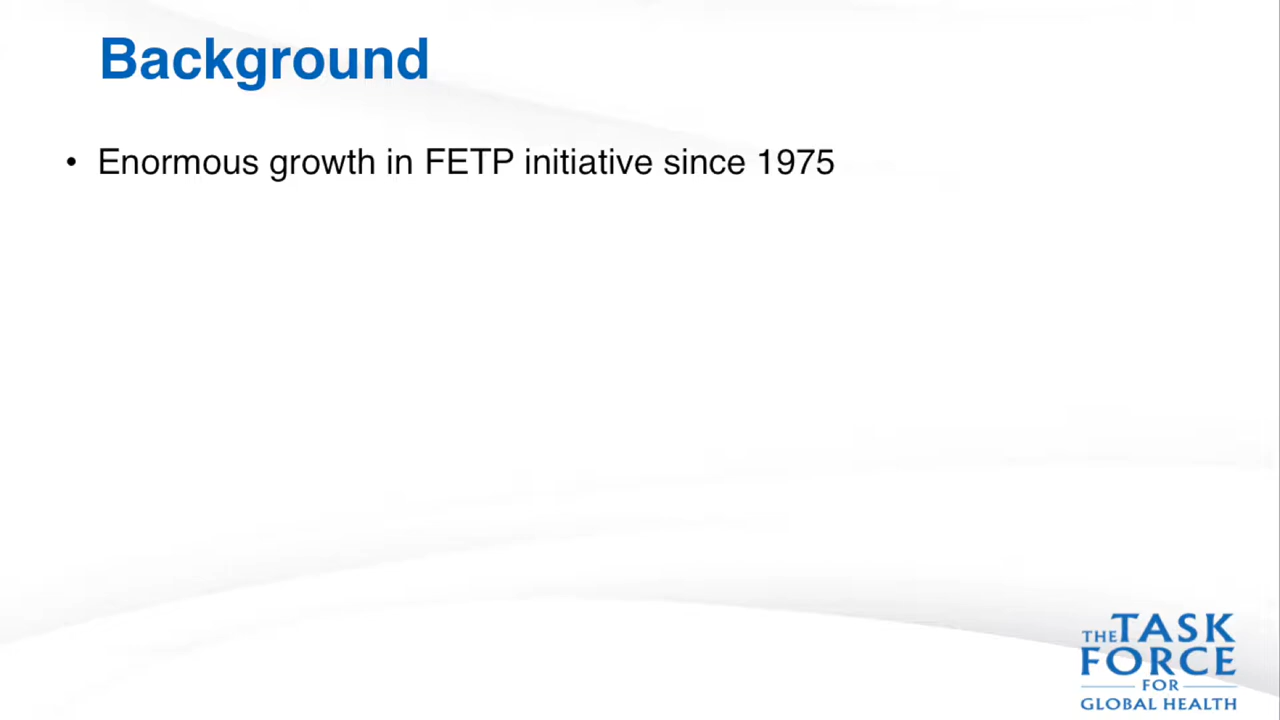 Background
• Enormous growth in FETP initiative since 1975
THE TASK
FORCE
FOR
GLOBAL HEALTH